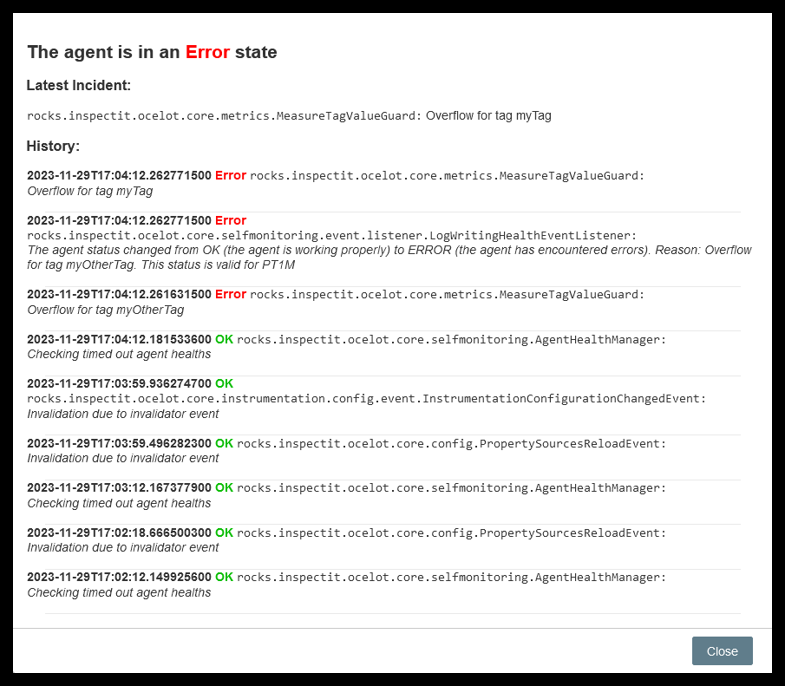 The agent is in an Error state
Latest Incident:
rocks.inspectit.ocelot.core.metrics.MeasureTagValueGuard: Overflow for tag myTag
History:
2023-11-29T17:04:12.262771500 Error rocks.inspectit.ocelot.core.metrics.MeasureTagValueGuard:
Overflow for tag myTag
2023-11-29T17:04:12.262771500 Error
rocks.inspectit.ocelot.core.selfmonitoring.event.listener.LogWritingHealthEventListener:
The agent status changed from OK (the agent is working properly) to ERROR (the agent has encountered errors). Reason: Overflow
for tag myOtherTag. This status is valid for PT1M
2023-11-29T17:04:12.261631500 Error rocks.inspectit.ocelot.core.metrics.MeasureTagValueGuard:
Overflow for tag myOtherTag
2023-11-29T17:04:12.181533600 OK rocks.inspectit.ocelot.core.selfmonitoring.AgentHealthManager:
Checking timed out agent healths
2023-11-29T17:03:59.936274700 OK
rocks.inspectit.ocelot.core.instrumentation.config.event.InstrumentationConfigurationChangedEvent:
Invalidation due to invalidator event
2023-11-29T17:03:59.496282300 OK rocks.inspectit.ocelot.core.config.PropertySourcesReloadEvent:
Invalidation due to invalidator event
2023-11-29T17:03:12.167377900 OK rocks.inspectit.ocelot.core.selfmonitoring.AgentHealthManager:
Checking timed out agent healths
2023-11-29T17:02:18.666500300 OK rocks.inspectit.ocelot.core.config.PropertySourcesReloadEvent:
Invalidation due to invalidator event
2023-11-29T17:02:12.149925600 OK rocks.inspectit.ocelot.core.selfmonitoring.AgentHealthManager:
Checking timed out agent healths
Close